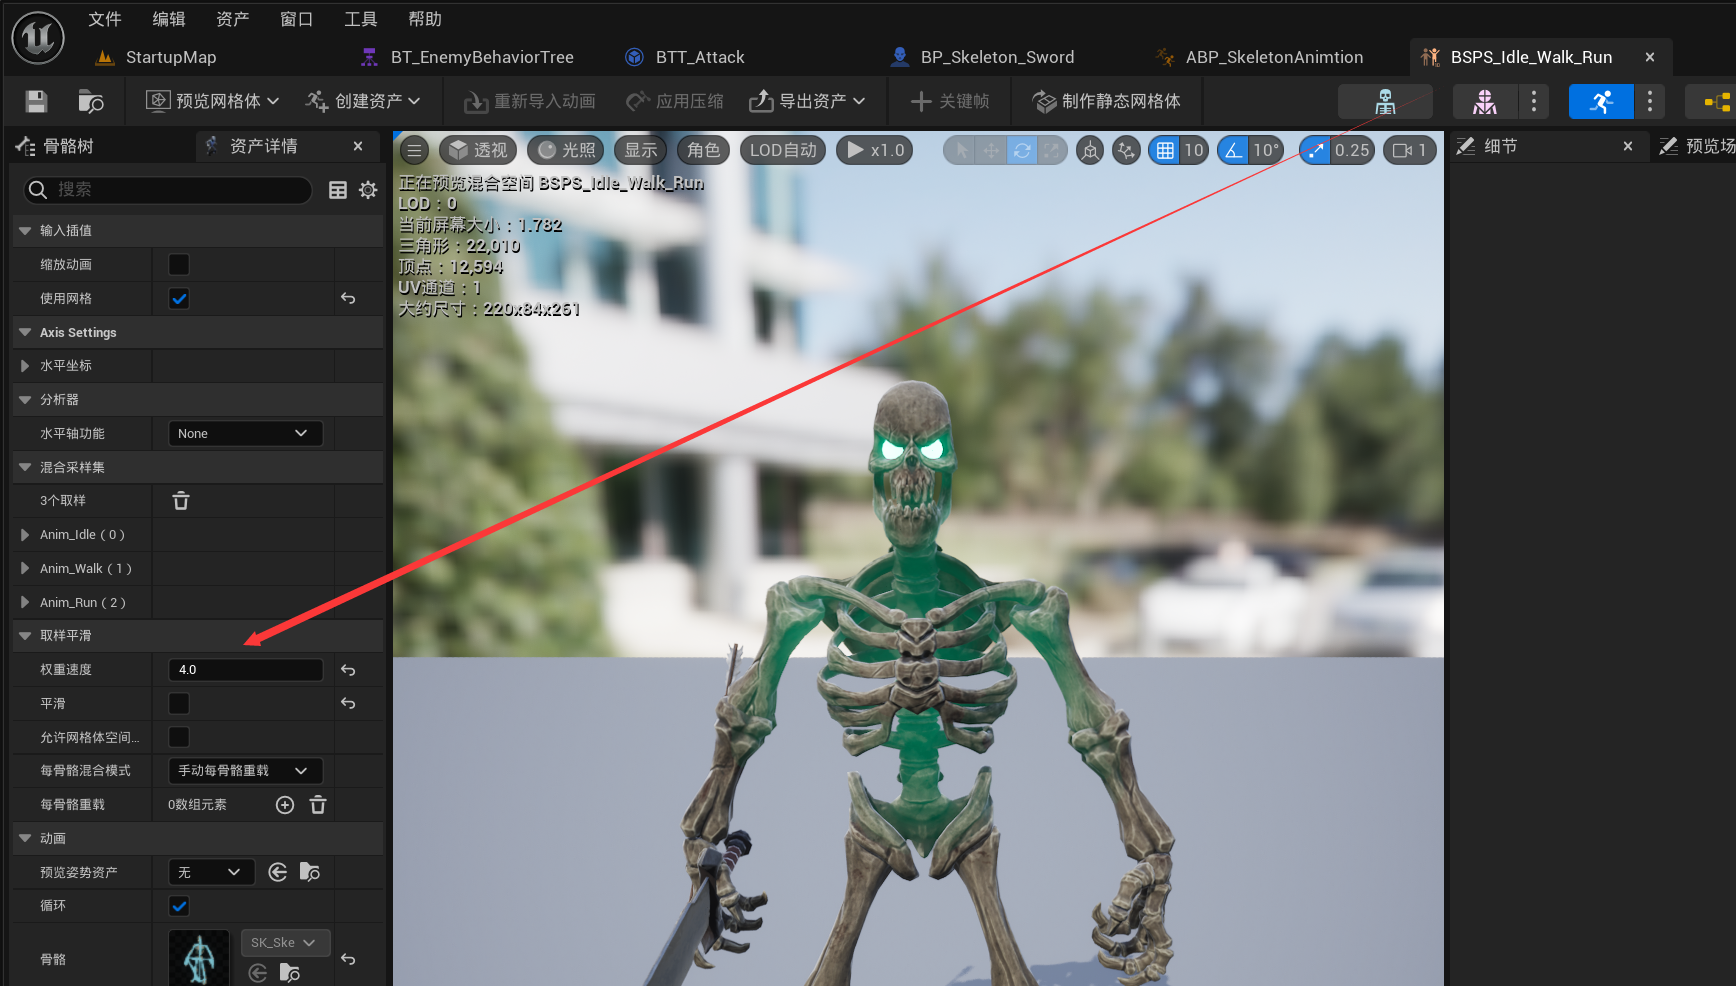 文件 编辑 资产 窗口 工具 帮助
StartupMap BT_EnemyBehaviorTree BTT_Attack BP_Skeleton_Sword ABP_SkeletonAnimtion BSPS_Idle_Walk_Run
预览网格体 创建资产 重新导入动画 应用压缩 导出资产 关键帧 制作静态网格体
骨骼树 资产详情
搜索
输入插值
缩放动画
使用网格
Axis Settings
水平坐标
分析器
水平轴功能 None
混合采样集
3个取样
Anim_Idle ( 0 )
Anim_Walk ( 1 )
Anim_Run ( 2 )
取样平滑
权重速度 4.0
平滑
允许网格体空间...
每骨骼混合模式 手动每骨骼重载
每骨骼重载 0数组元素
动画
预览姿势资产 无
循环
骨骼 SK_Ske
透视 光照 显示 角色 LOD自动 x1.0 10 10° 0.25 1
正在预览混合空间 BSPS_Idle_Walk_Run
LOD：0
当前屏幕大小：1.782
三角形：22,010
顶点：12,594
UV通道：1
大约尺寸：220x84x261
细节 预览场